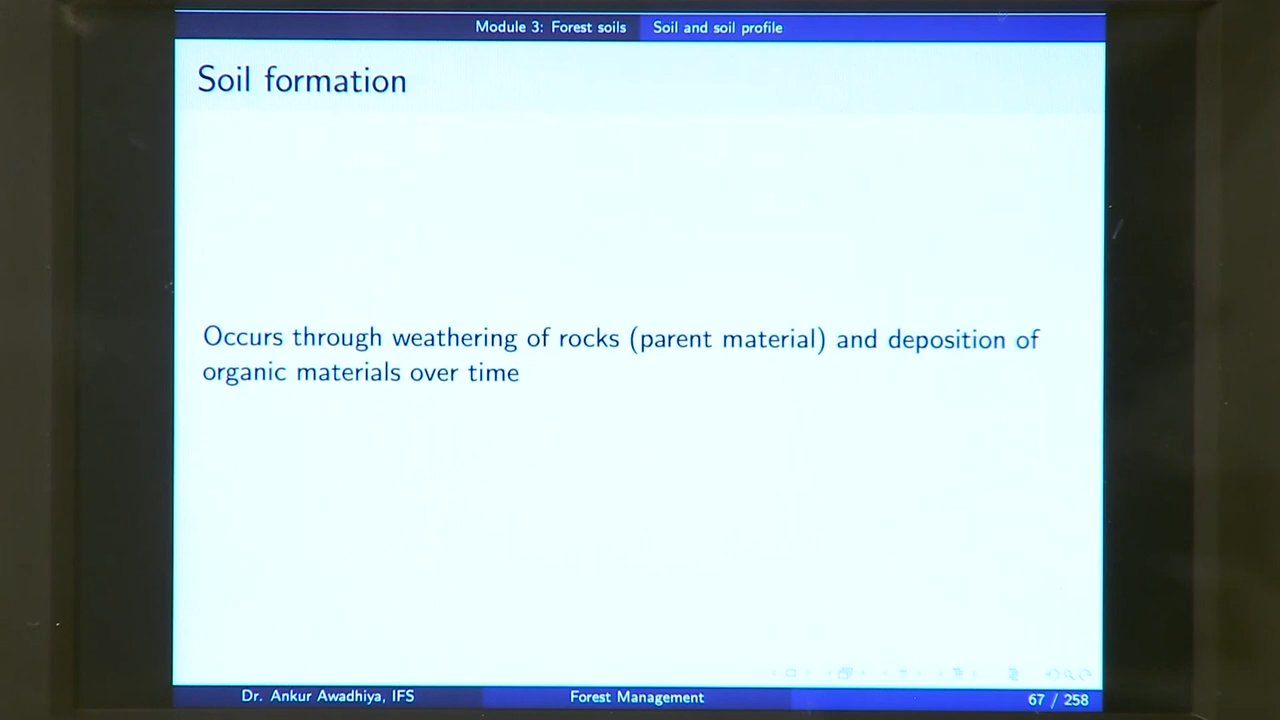 Module 3: Forest soils Soil and soil profile
Soil formation
Occurs through weathering of rocks (parent material) and deposition of
organic materials over time
Dr. Ankur Awadhiya, IFS Forest Management 67 / 258